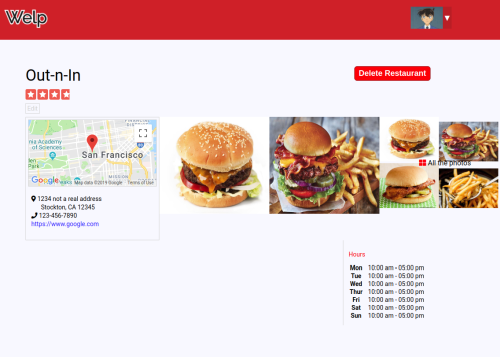 Welp
Delete Restaurant
Out-n-In
Edit
nia Academy
of Sciences
den
Park
San Francisco
MISSION
Google
Map data ©2019 Google
Terms of Use
1234 not a real address
Stockton, CA 12345
123-456-7890
https://www.google.com
All the photos
Hours
Mon 10:00 am - 05:00 pm
Tue 10:00 am - 05:00 pm
Wed 10:00 am - 05:00 pm
Thur 10:00 am - 05:00 pm
Fri 10:00 am - 05:00 pm
Sat 10:00 am - 05:00 pm
Sun 10:00 am - 05:00 pm